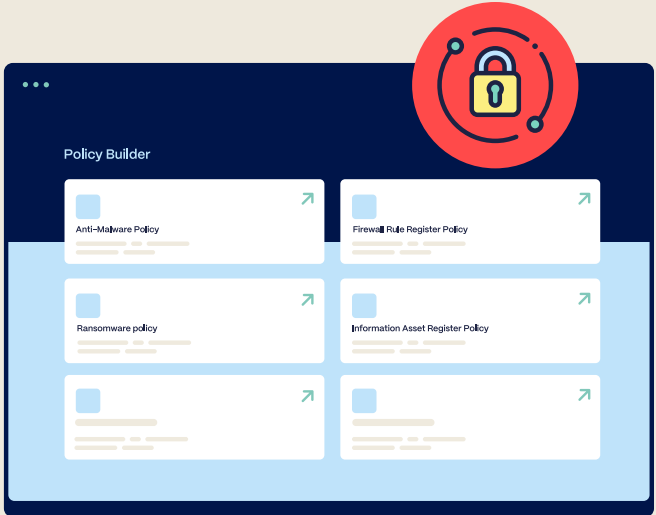 Policy Builder
Anti-Malware Policy
Firewall Rule Register Policy
Ransomware policy
Information Asset Register Policy